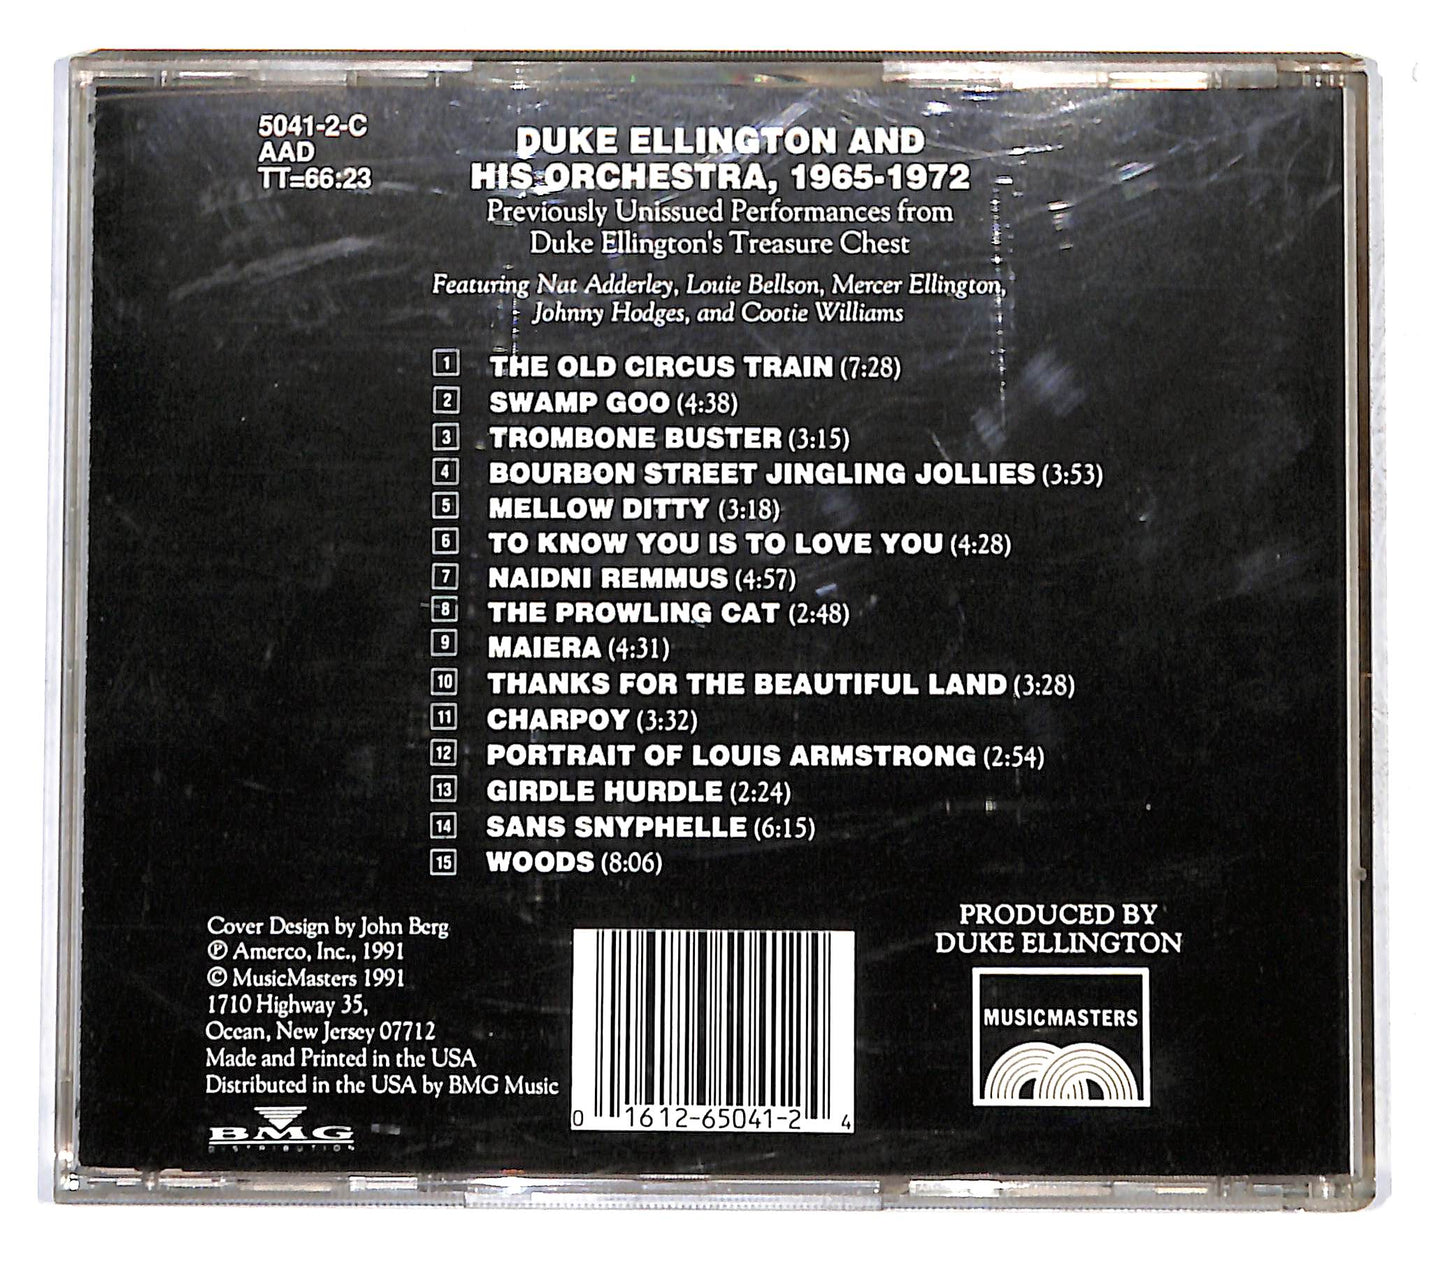 5041-2-C
AAD
TT=66:23
DUKE ELLINGTON AND
HIS ORCHESTRA, 1965-1972
Previously Unissued Performances from
Duke Ellington's Treasure Chest
Featuring Nat Adderley, Louie Bellson, Mercer Ellington,
Johnny Hodges, and Cootie Williams
1 THE OLD CIRCUS TRAIN (7:28)
2 SWAMP GOO (4:38)
3 TROMBONE BUSTER (3:15)
4 BOURBON STREET JINGLING JOLLIES (3:53)
5 MELLOW DITTY (3:18)
6 TO KNOW YOU IS TO LOVE YOU (4:28)
7 NAIDNI REMMUS (4:57)
8 THE PROWLING CAT (2:48)
9 MAIERA (4:31)
10 THANKS FOR THE BEAUTIFUL LAND (3:28)
11 CHARPOY (3:32)
12 PORTRAIT OF LOUIS ARMSTRONG (2:54)
13 GIRDLE HURDLE (2:24)
14 SANS SNYPHELLE (6:15)
15 WOODS (8:06)
Cover Design by John Berg
℗ Amerco, Inc., 1991
© MusicMasters 1991
1710 Highway 35,
Ocean, New Jersey 07712
Made and Printed in the USA
Distributed in the USA by BMG Music
BMG
DISTRIBUTION
0 1612-65041-2 4
PRODUCED BY
DUKE ELLINGTON
MUSICMASTERS